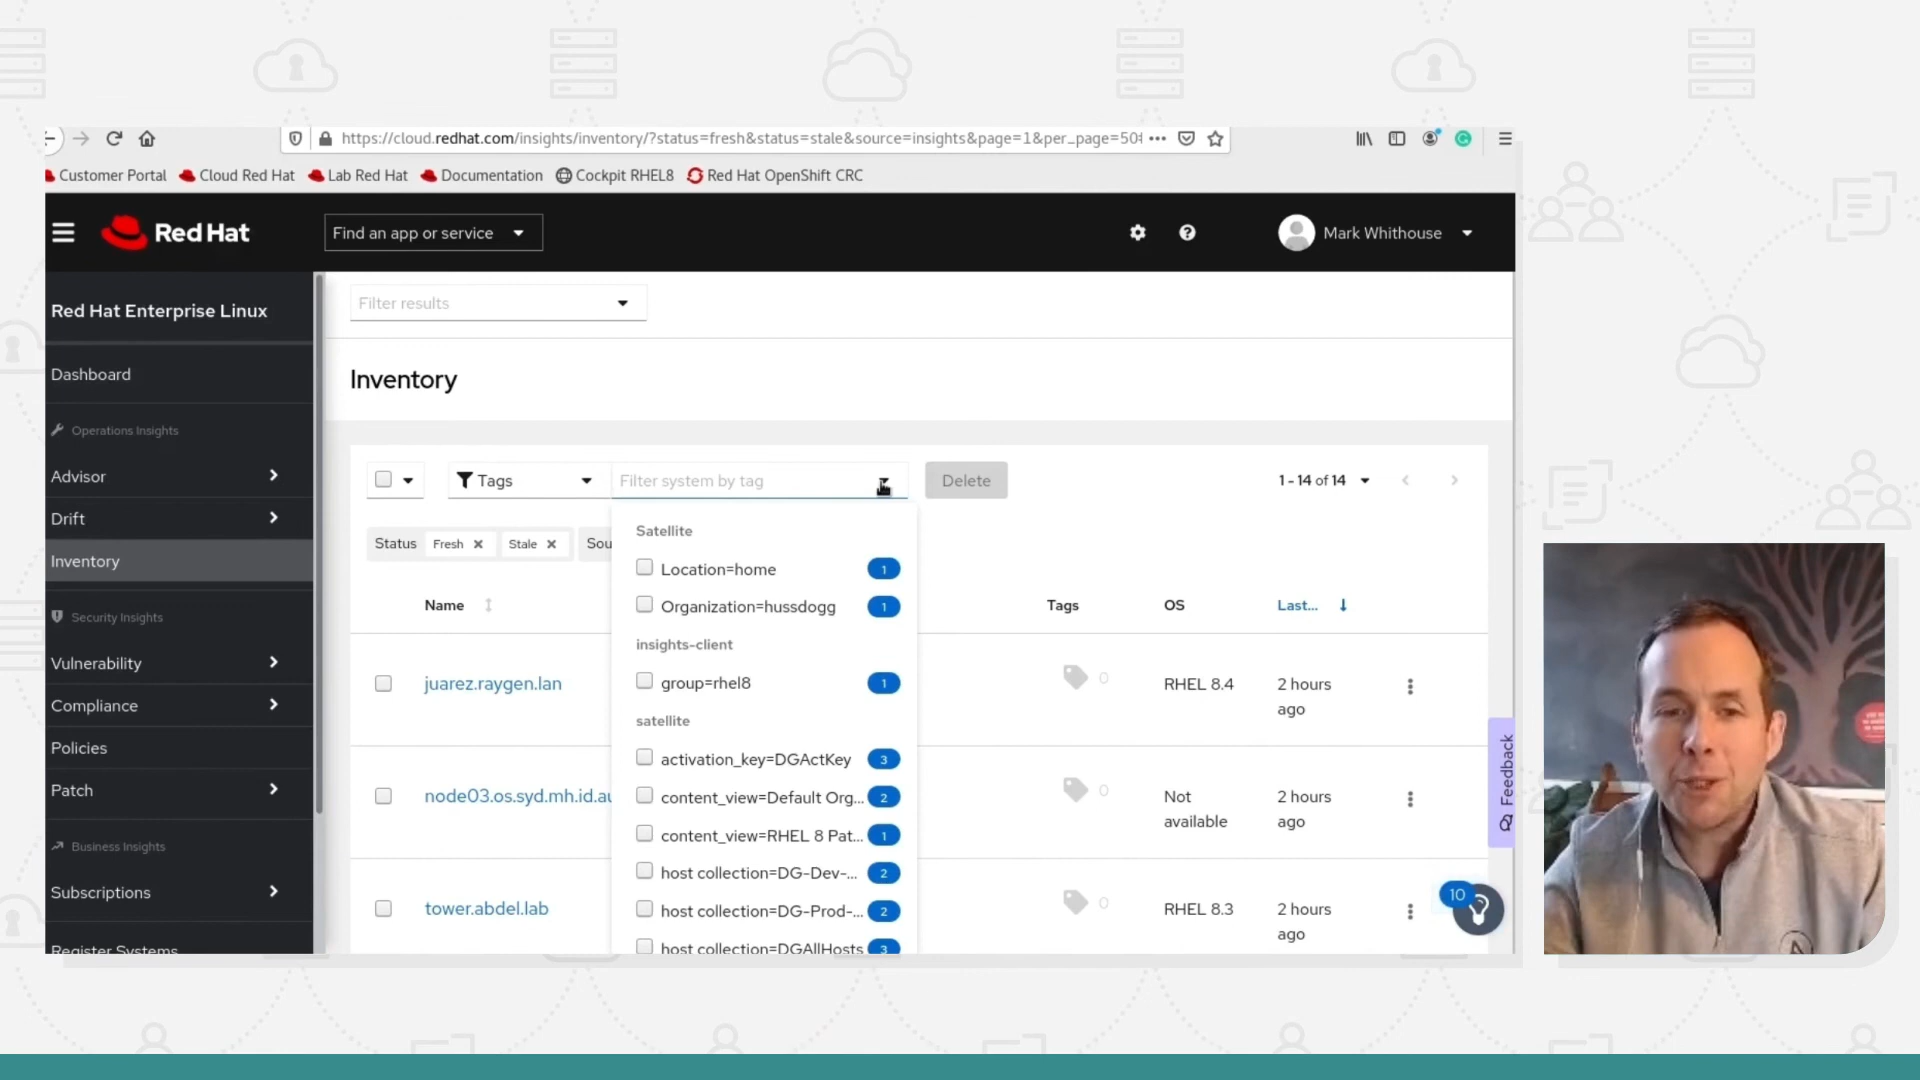 https://cloud.redhat.com/insights/inventory/?status=fresh&status=stale&source=insights&page=1&per_page=50
Customer Portal Cloud Red Hat Lab Red Hat Documentation Cockpit RHEL8 Red Hat OpenShift CRC
Red Hat Find an app or service Mark Whithouse
Red Hat Enterprise Linux
Dashboard
Operations Insights
Advisor
Drift
Inventory
Security Insights
Vulnerability
Compliance
Policies
Patch
Business Insights
Subscriptions
Register Systems
Filter results
Inventory
Tags Filter system by tag Delete 1 - 14 of 14
Status Fresh Stale Sou
Satellite
Location=home 1
Organization=hussdogg 1
insights-client
group=rhel8 1
satellite
activation_key=DGActKey 3
content_view=Default Org... 2
content_view=RHEL 8 Pat... 1
host collection=DG-Dev-... 2
host collection=DG-Prod-... 2
host collection=DGAllHosts 3
Name Tags OS Last...
juarez.raygen.lan 0 RHEL 8.4 2 hours
ago
node03.os.syd.mh.id.au 0 Not 2 hours
available ago
tower.abdel.lab 0 RHEL 8.3 2 hours
ago
Feedback
10